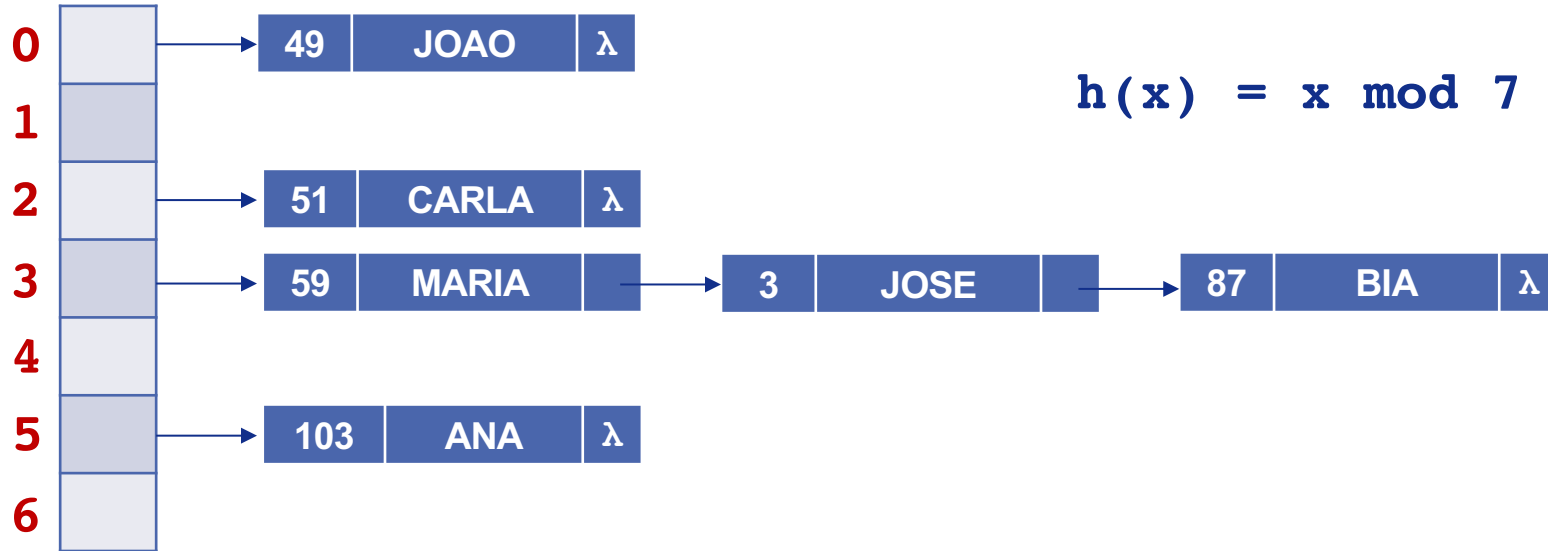 0 49 JOAO λ
h(x) = x mod 7
1
2 51 CARLA λ
3 59 MARIA 3 JOSE 87 BIA λ
4
5 103 ANA λ
6